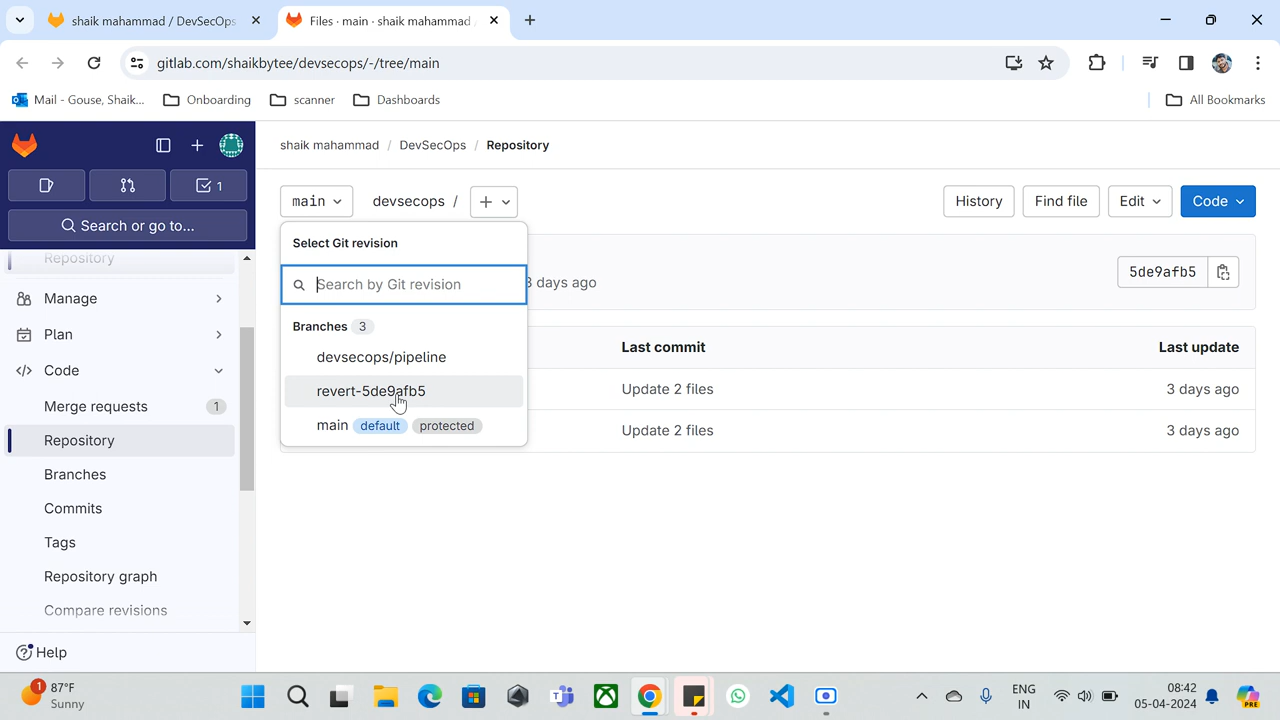 shaik mahammad / DevSecOps
Files · main · shaik mahammad
gitlab.com/shaikbytee/devsecops/-/tree/main
Mail - Gouse, Shaik...
Onboarding
scanner
Dashboards
All Bookmarks
shaik mahammad / DevSecOps / Repository
1
main
devsecops /
History
Find file
Edit
Code
Search or go to...
Select Git revision
Repository
Search by Git revision
3 days ago
5de9afb5
Manage
Branches 3
Plan
Last commit
Last update
devsecops/pipeline
Code
revert-5de9afb5
Update 2 files
3 days ago
Merge requests 1
main default protected
Update 2 files
3 days ago
Repository
Branches
Commits
Tags
Repository graph
Compare revisions
Help
1
87°F
Sunny
ENG
IN
08:42
05-04-2024
PRE